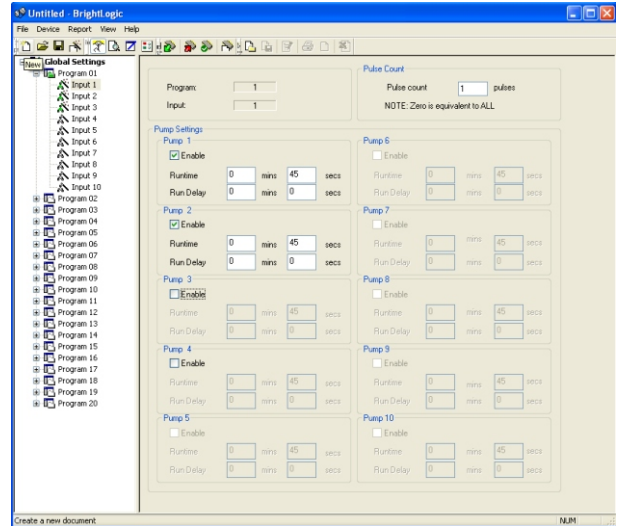 Untitled - BrightLogic
File Device Report View Help
New
Global Settings
Program 01
Input 1
Input 2
Input 3
Input 4
Input 5
Input 6
Input 7
Input 8
Input 9
Input 10
Program 02
Program 03
Program 04
Program 05
Program 06
Program 07
Program 08
Program 09
Program 10
Program 11
Program 12
Program 13
Program 14
Program 15
Program 16
Program 17
Program 18
Program 19
Program 20
Program: 1
Input: 1
Pulse Count
Pulse count 1 pulses
NOTE: Zero is equivalent to ALL
Pump Settings
Pump 1
Enable
Runtime 0 mins 45 secs
Run Delay 0 mins 0 secs
Pump 2
Enable
Runtime 0 mins 45 secs
Run Delay 0 mins 0 secs
Pump 3
Enable
Runtime 0 mins 45 secs
Run Delay 0 mins 0 secs
Pump 4
Enable
Runtime 0 mins 45 secs
Run Delay 0 mins 0 secs
Pump 5
Enable
Runtime 0 mins 45 secs
Run Delay 0 mins 0 secs
Pump 6
Enable
Runtime 0 mins 45 secs
Run Delay 0 mins 0 secs
Pump 7
Enable
Runtime 0 mins 45 secs
Run Delay 0 mins 0 secs
Pump 8
Enable
Runtime 0 mins 45 secs
Run Delay 0 mins 0 secs
Pump 9
Enable
Runtime 0 mins 45 secs
Run Delay 0 mins 0 secs
Pump 10
Enable
Runtime 0 mins 45 secs
Run Delay 0 mins 0 secs
Create a new document
NUM